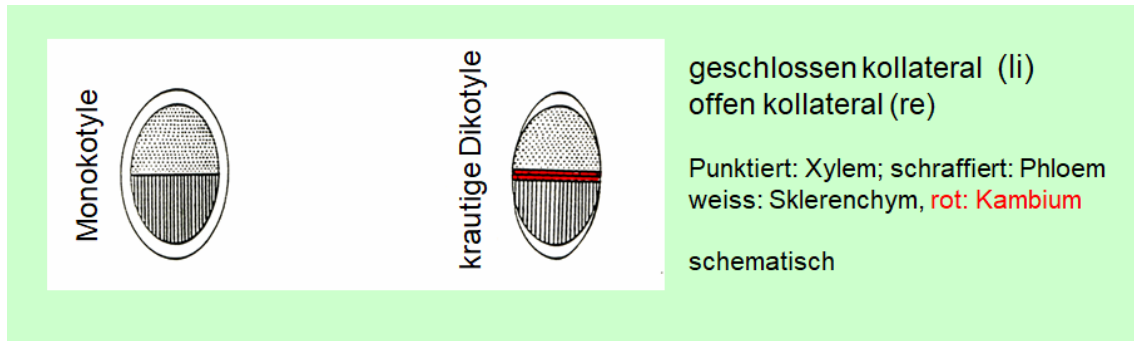 Monokotyle
krautige Dikotyle
geschlossen kollateral (li)
offen kollateral (re)
Punktiert: Xylem; schraffiert: Phloem
weiss: Sklerenchym, rot: Kambium
schematisch